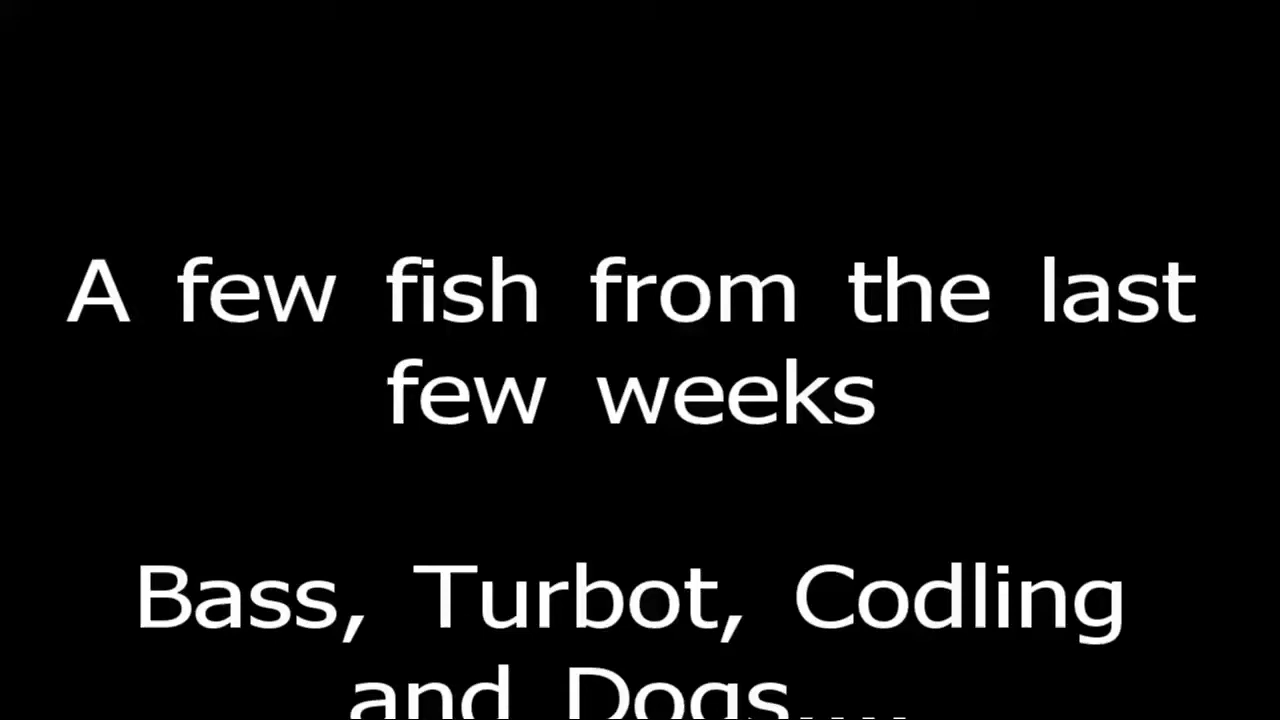 A few fish from the last
few weeks
Bass, Turbot, Codling
and Dogs.....